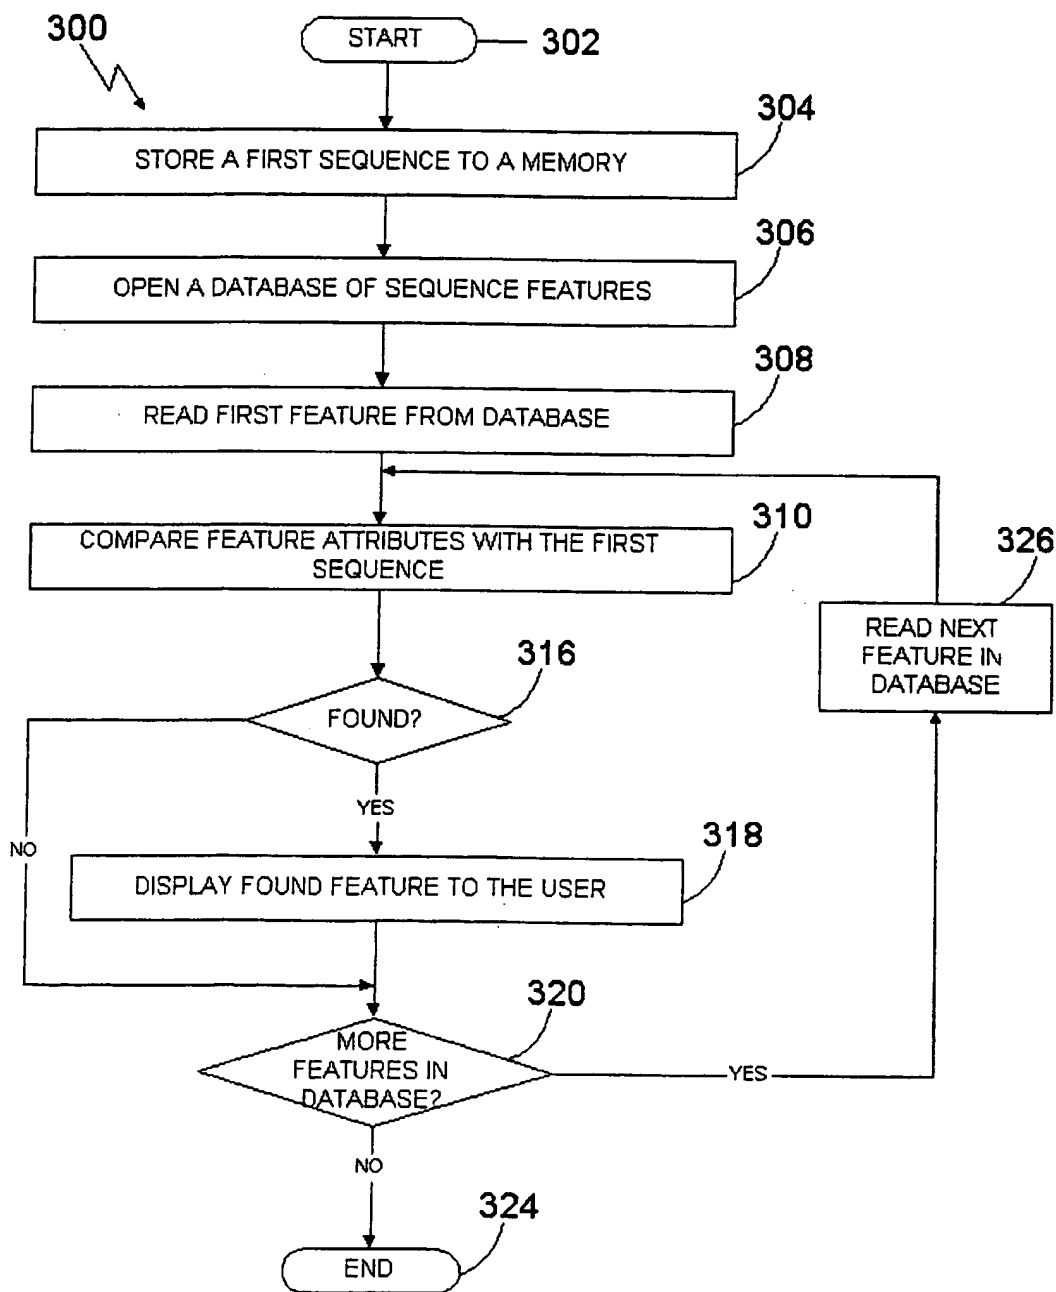 300
START
302
304
STORE A FIRST SEQUENCE TO A MEMORY
306
OPEN A DATABASE OF SEQUENCE FEATURES
308
READ FIRST FEATURE FROM DATABASE
310
COMPARE FEATURE ATTRIBUTES WITH THE FIRST
SEQUENCE
326
READ NEXT
FEATURE IN
DATABASE
316
FOUND?
YES
NO
318
DISPLAY FOUND FEATURE TO THE USER
320
MORE
FEATURES IN
DATABASE?
YES
NO
324
END